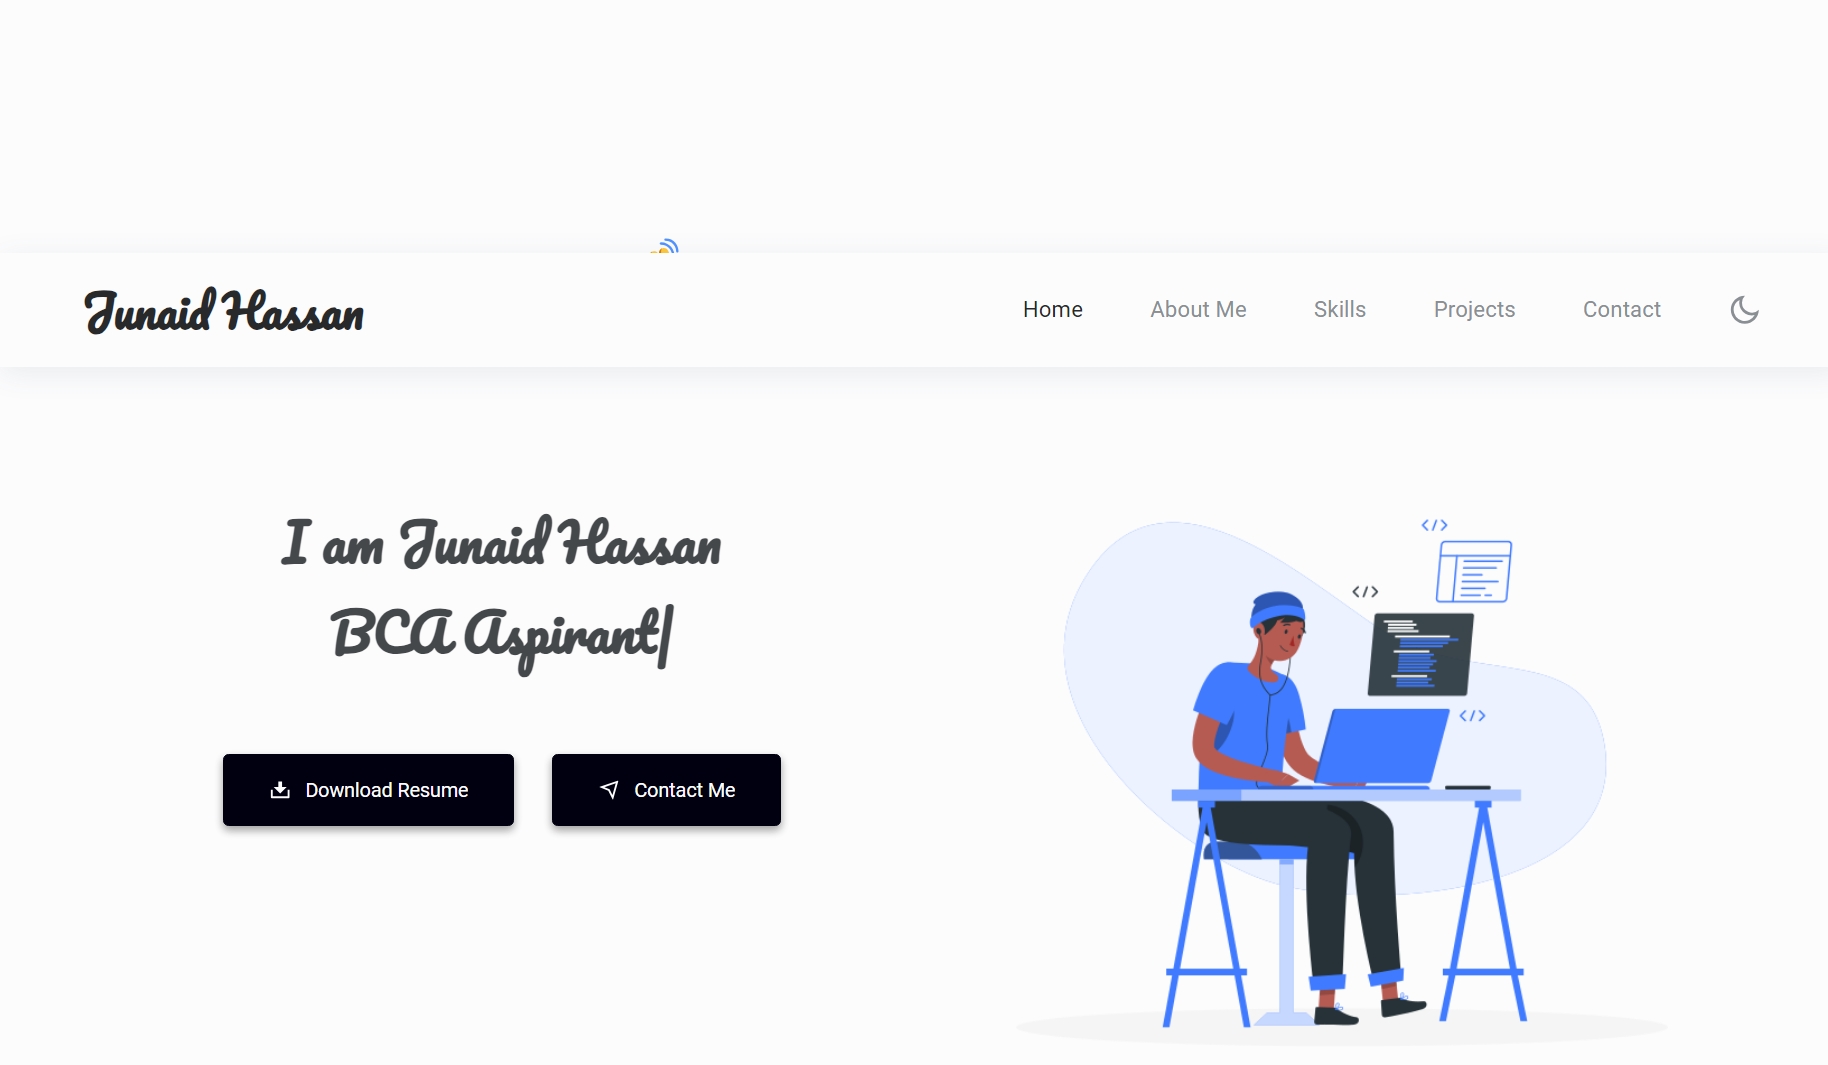 Junaid Hassan
Home About Me Skills Projects Contact
I am Junaid Hassan
BCA Aspirant|
Download Resume Contact Me